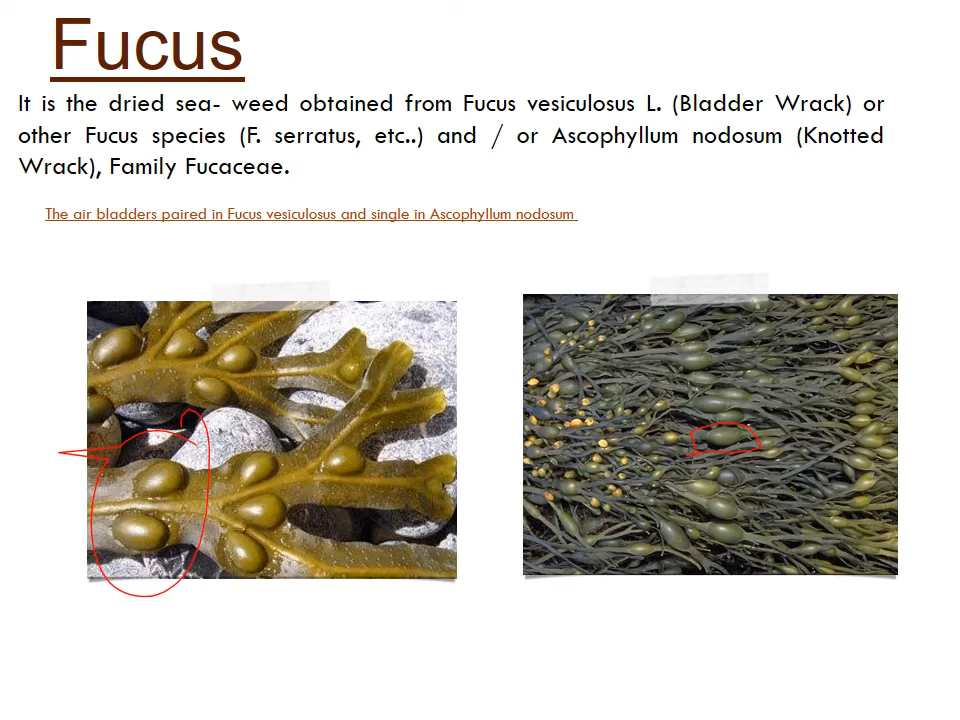 Fucus
It is the dried sea- weed obtained from Fucus vesiculosus L. (Bladder Wrack) or
other Fucus species (F. serratus, etc..) and / or Ascophyllum nodosum (Knotted
Wrack), Family Fucaceae.
The air bladders paired in Fucus vesiculosus and single in Ascophyllum nodosum